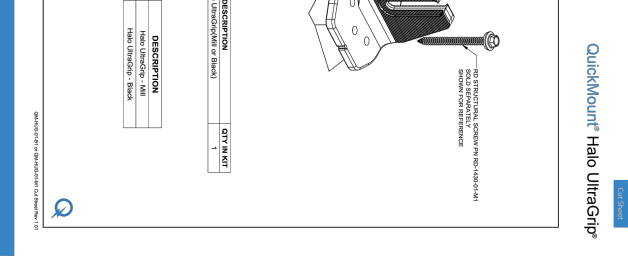 Cut Sheet
QuickMount® Halo UltraGrip®
RD STRUCTURAL SCREW PN RD-1430-01-M1
SOLD SEPARATELY
SHOWN FOR REFERENCE
DESCRIPTION QTY IN KIT
UltraGrip(Mill or Black) 1
DESCRIPTION
Halo UltraGrip - Mill
Halo UltraGrip - Black
QM-HUG-01-B1 or QM-HUG-01-M1 Cut Sheet Rev 1.01